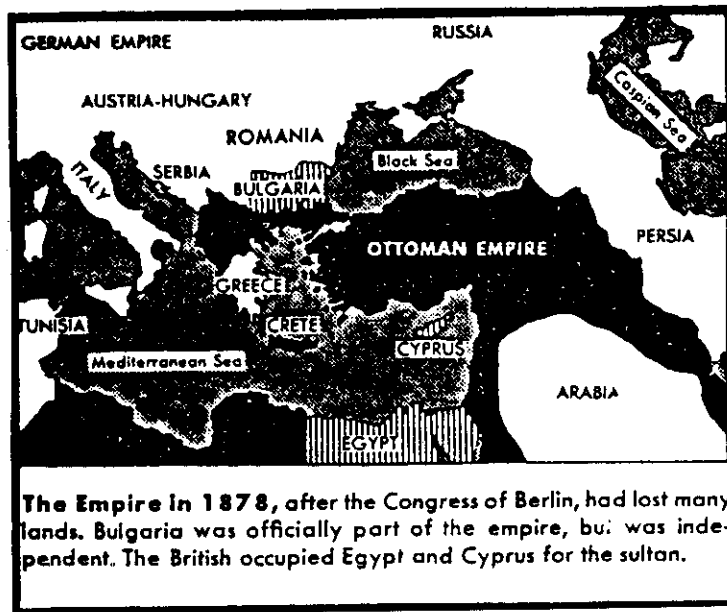 GERMAN EMPIRE
RUSSIA
AUSTRIA-HUNGARY
Caspian Sea
ROMANIA
Black Sea
ITALY
SERBIA
BULGARIA
OTTOMAN EMPIRE
PERSIA
GREECE
TUNISIA
CRETE
CYPRUS
Mediterranean Sea
ARABIA
EGYPT
The Empire in 1878, after the Congress of Berlin, had lost many
lands. Bulgaria was officially part of the empire, but was inde-
pendent. The British occupied Egypt and Cyprus for the sultan.